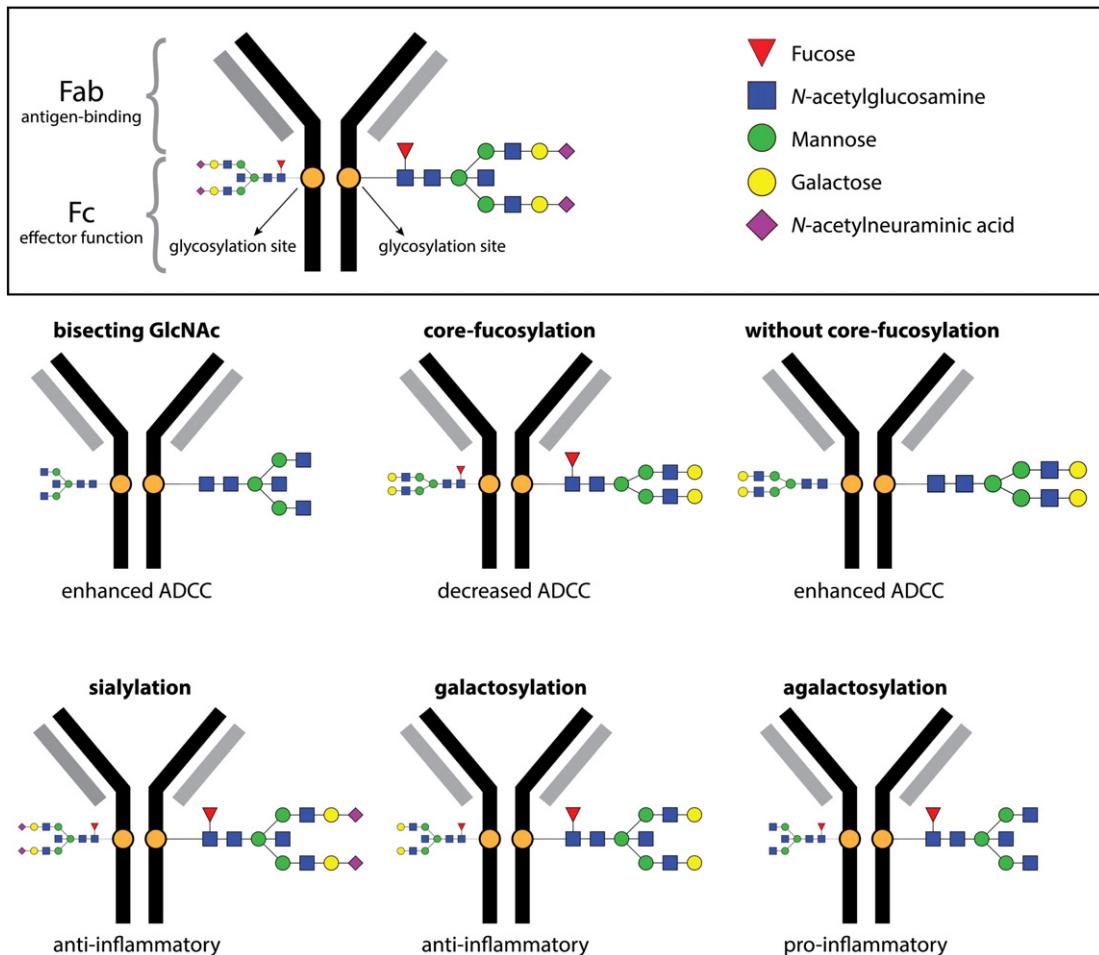 Fab
antigen-binding
Fc
effector function
glycosylation site
glycosylation site
Fucose
N-acetylglucosamine
Mannose
Galactose
N-acetylneuraminic acid
bisecting GlcNAc
core-fucosylation
without core-fucosylation
enhanced ADCC
decreased ADCC
enhanced ADCC
sialylation
galactosylation
agalactosylation
anti-inflammatory
anti-inflammatory
pro-inflammatory